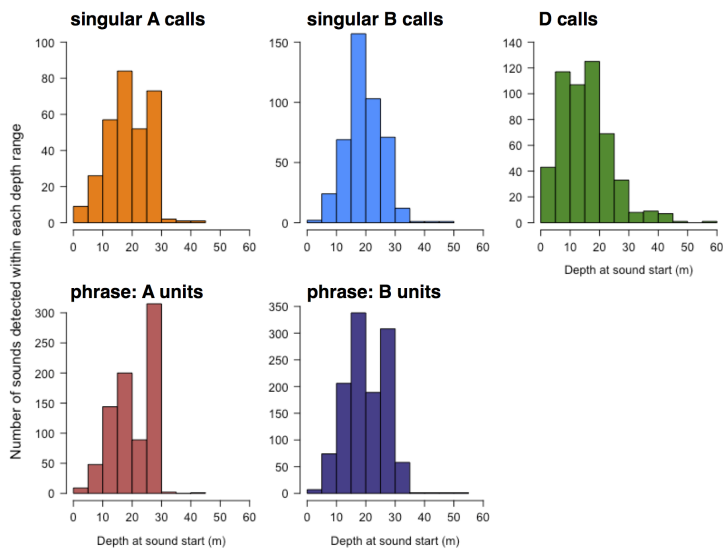 singular A calls
singular B calls
D calls
Number of sounds detected within each depth range
100
80
60
40
20
0
0 10 20 30 40 50 60
150
100
50
0
0 10 20 30 40 50 60
140
120
100
80
60
40
20
0
0 10 20 30 40 50 60
Depth at sound start (m)
phrase: A units
phrase: B units
300
250
200
150
100
50
0
0 10 20 30 40 50 60
Depth at sound start (m)
350
300
250
200
150
100
50
0
0 10 20 30 40 50 60
Depth at sound start (m)